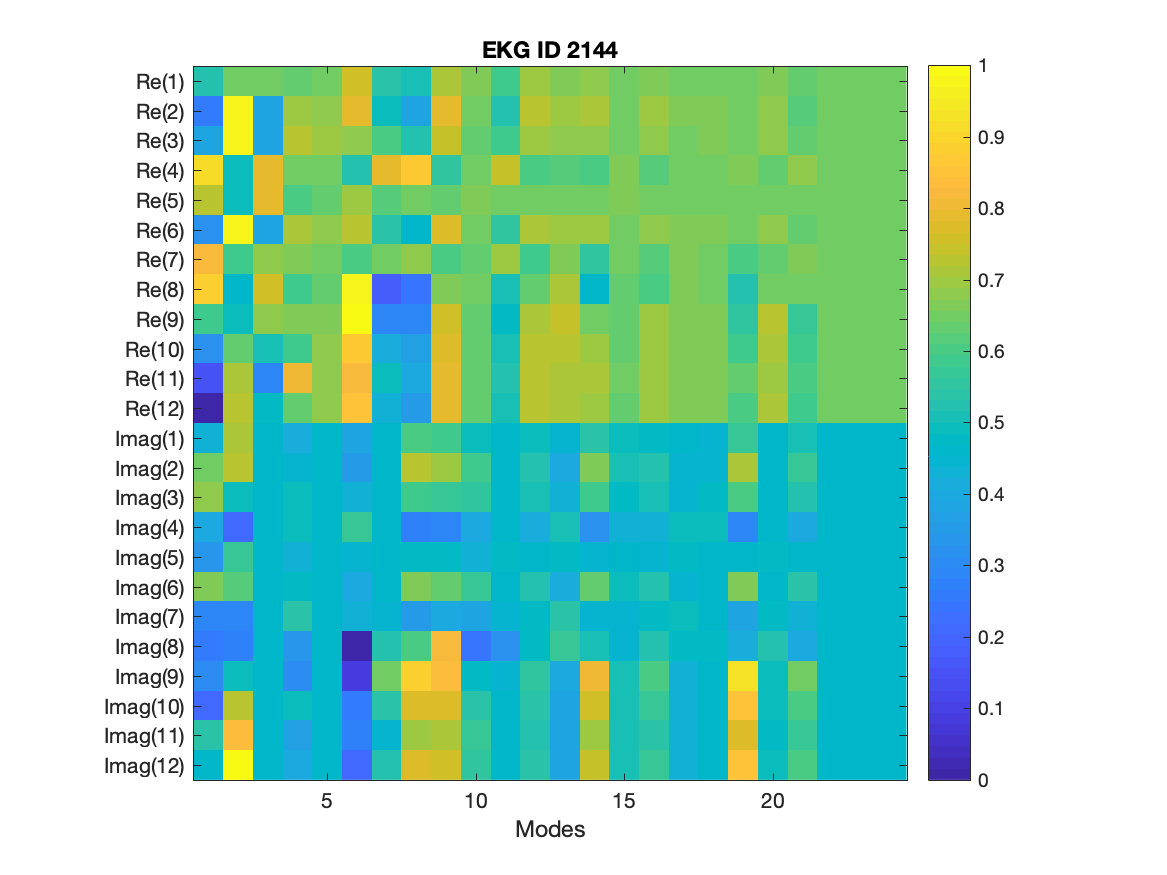 EKG ID 2144
Re(1)
Re(2)
Re(3)
Re(4)
Re(5)
Re(6)
Re(7)
Re(8)
Re(9)
Re(10)
Re(11)
Re(12)
Imag(1)
Imag(2)
Imag(3)
Imag(4)
Imag(5)
Imag(6)
Imag(7)
Imag(8)
Imag(9)
Imag(10)
Imag(11)
Imag(12)
5 10 15 20
Modes
1
0.9
0.8
0.7
0.6
0.5
0.4
0.3
0.2
0.1
0